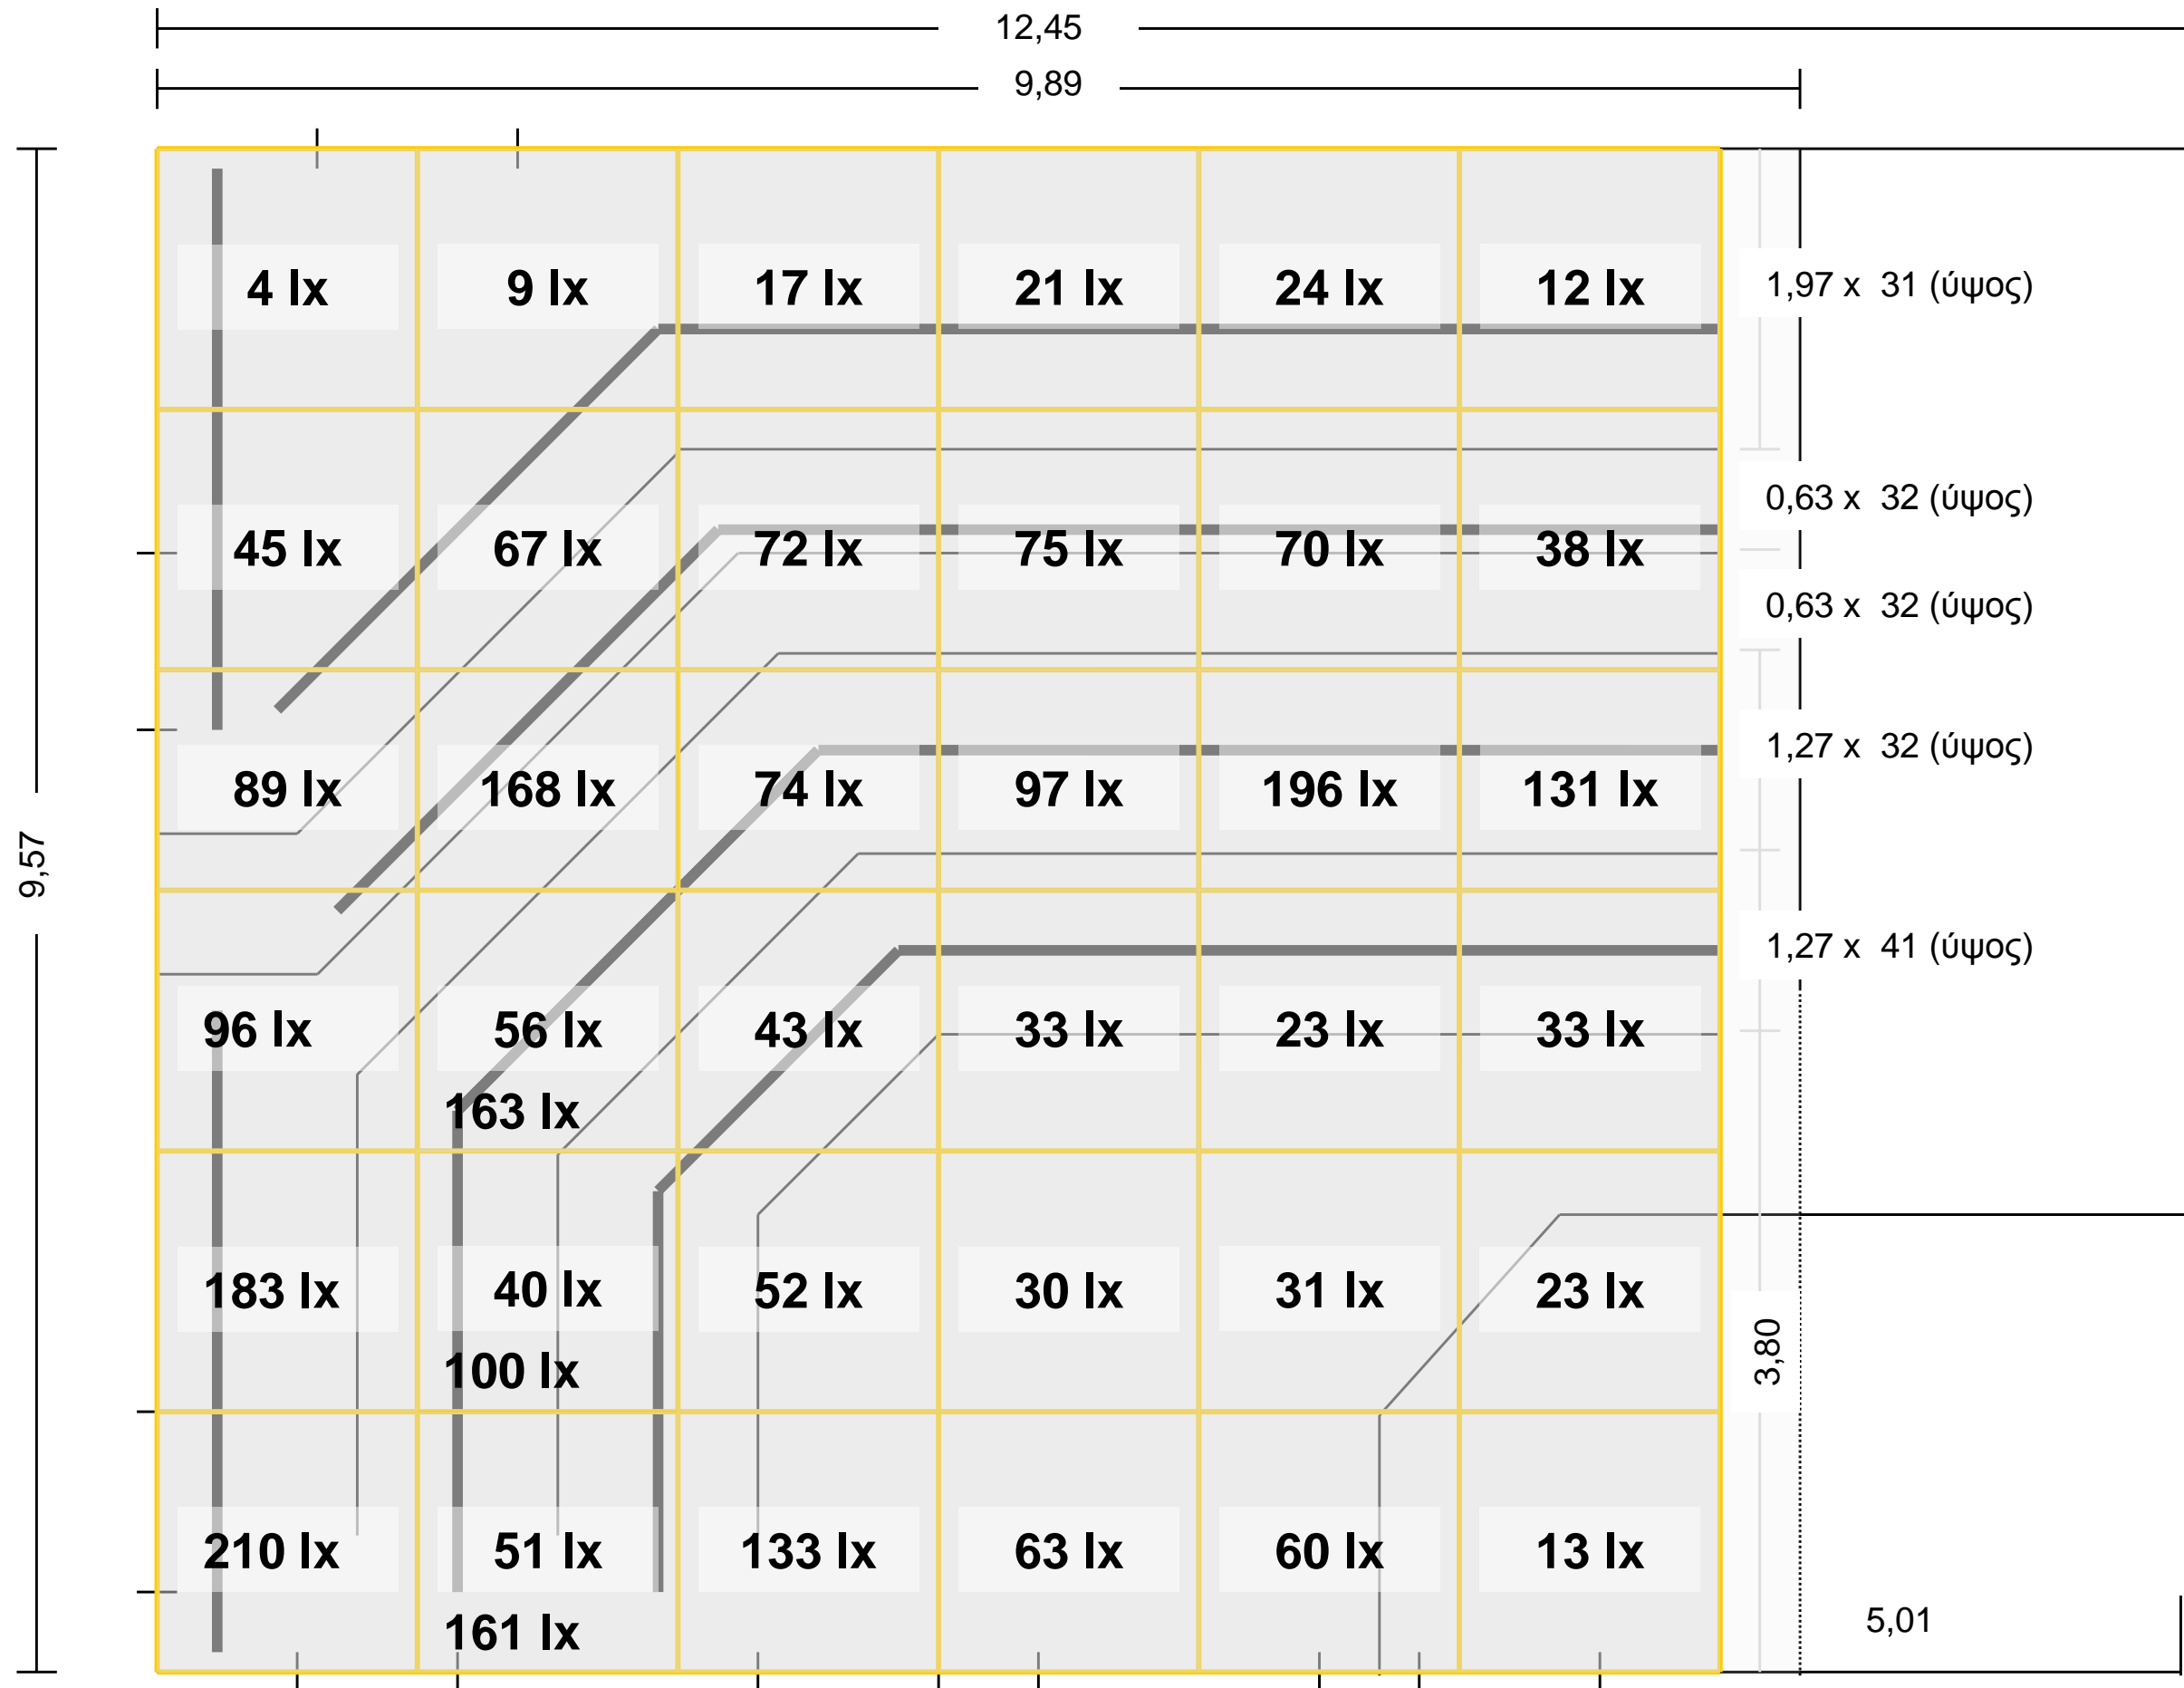 12,45
9,89
4 lx 9 lx 17 lx 21 lx 24 lx 12 lx 1,97 x 31 (ύψος)
0,63 x 32 (ύψος)
45 lx 67 lx 72 lx 75 lx 70 lx 38 lx
0,63 x 32 (ύψος)
1,27 x 32 (ύψος)
89 lx 168 lx 74 lx 97 lx 196 lx 131 lx
9,57
1,27 x 41 (ύψος)
96 lx 56 lx 43 lx 33 lx 23 lx 33 lx
163 lx
183 lx 40 lx 52 lx 30 lx 31 lx 23 lx
3,80
100 lx
210 lx 51 lx 133 lx 63 lx 60 lx 13 lx
5,01
161 lx